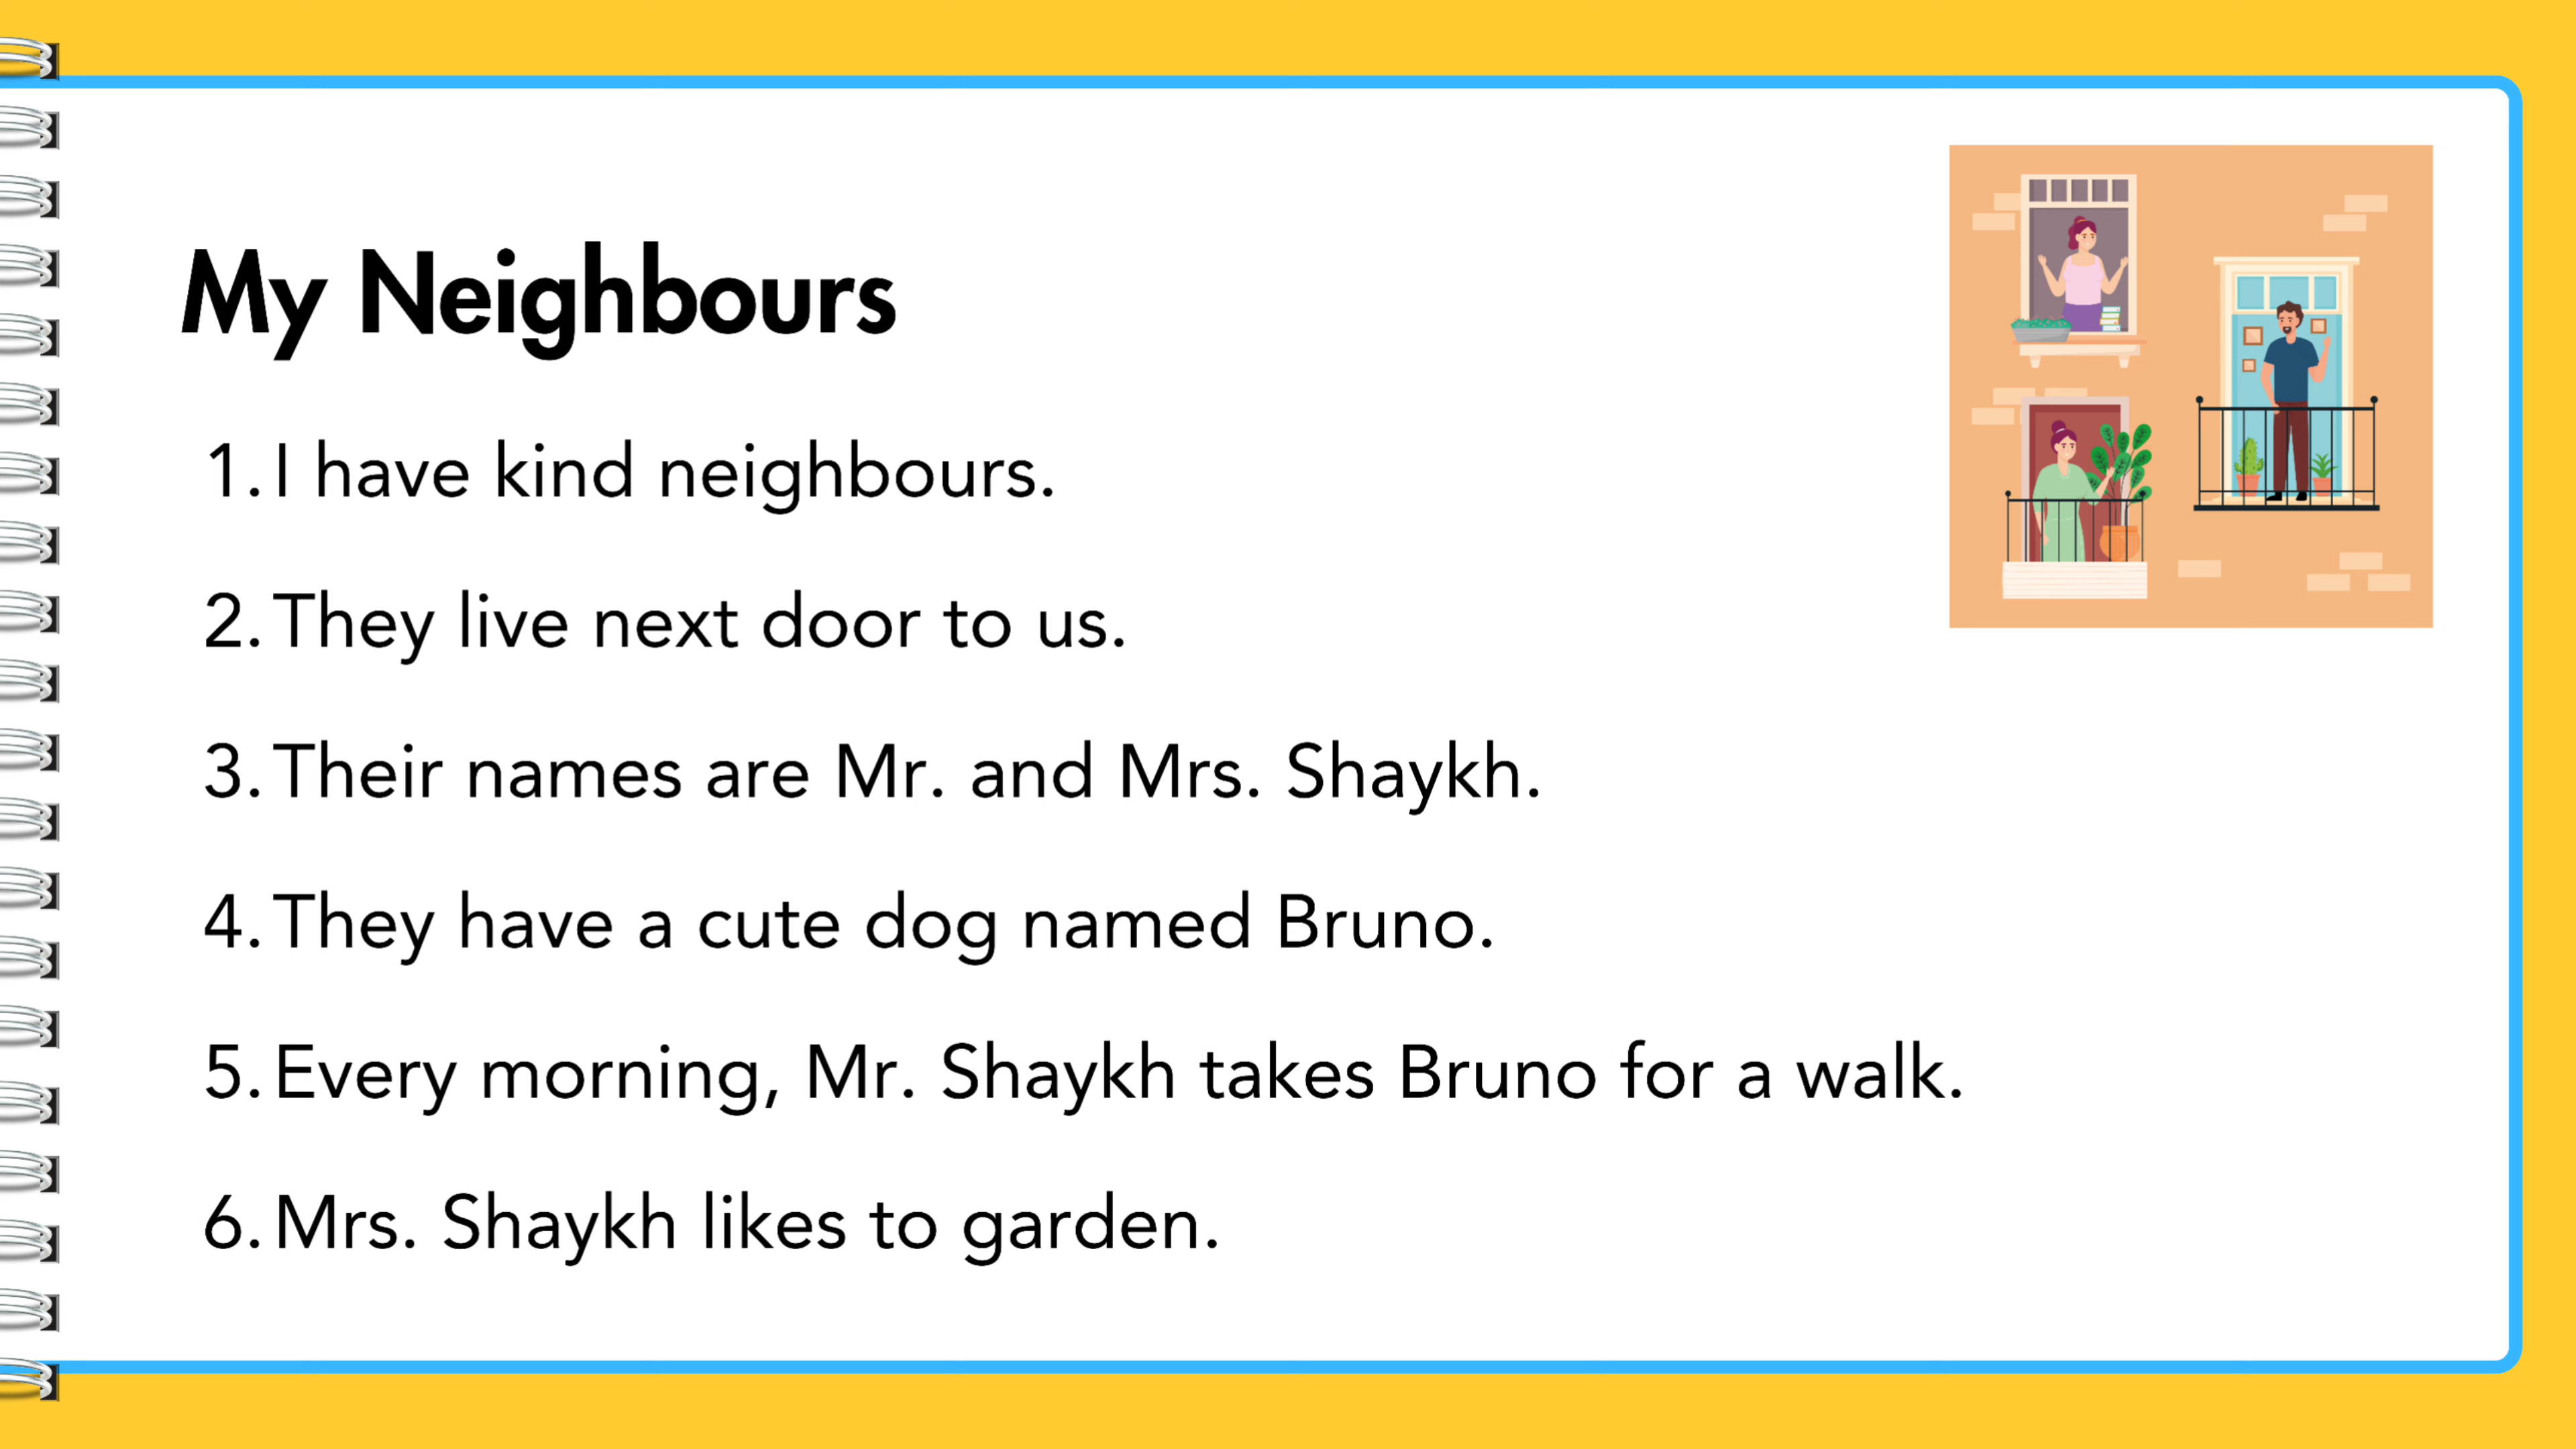 My Neighbours
1. I have kind neighbours.
2. They live next door to us.
3. Their names are Mr. and Mrs. Shaykh.
4. They have a cute dog named Bruno.
5. Every morning, Mr. Shaykh takes Bruno for a walk.
6. Mrs. Shaykh likes to garden.